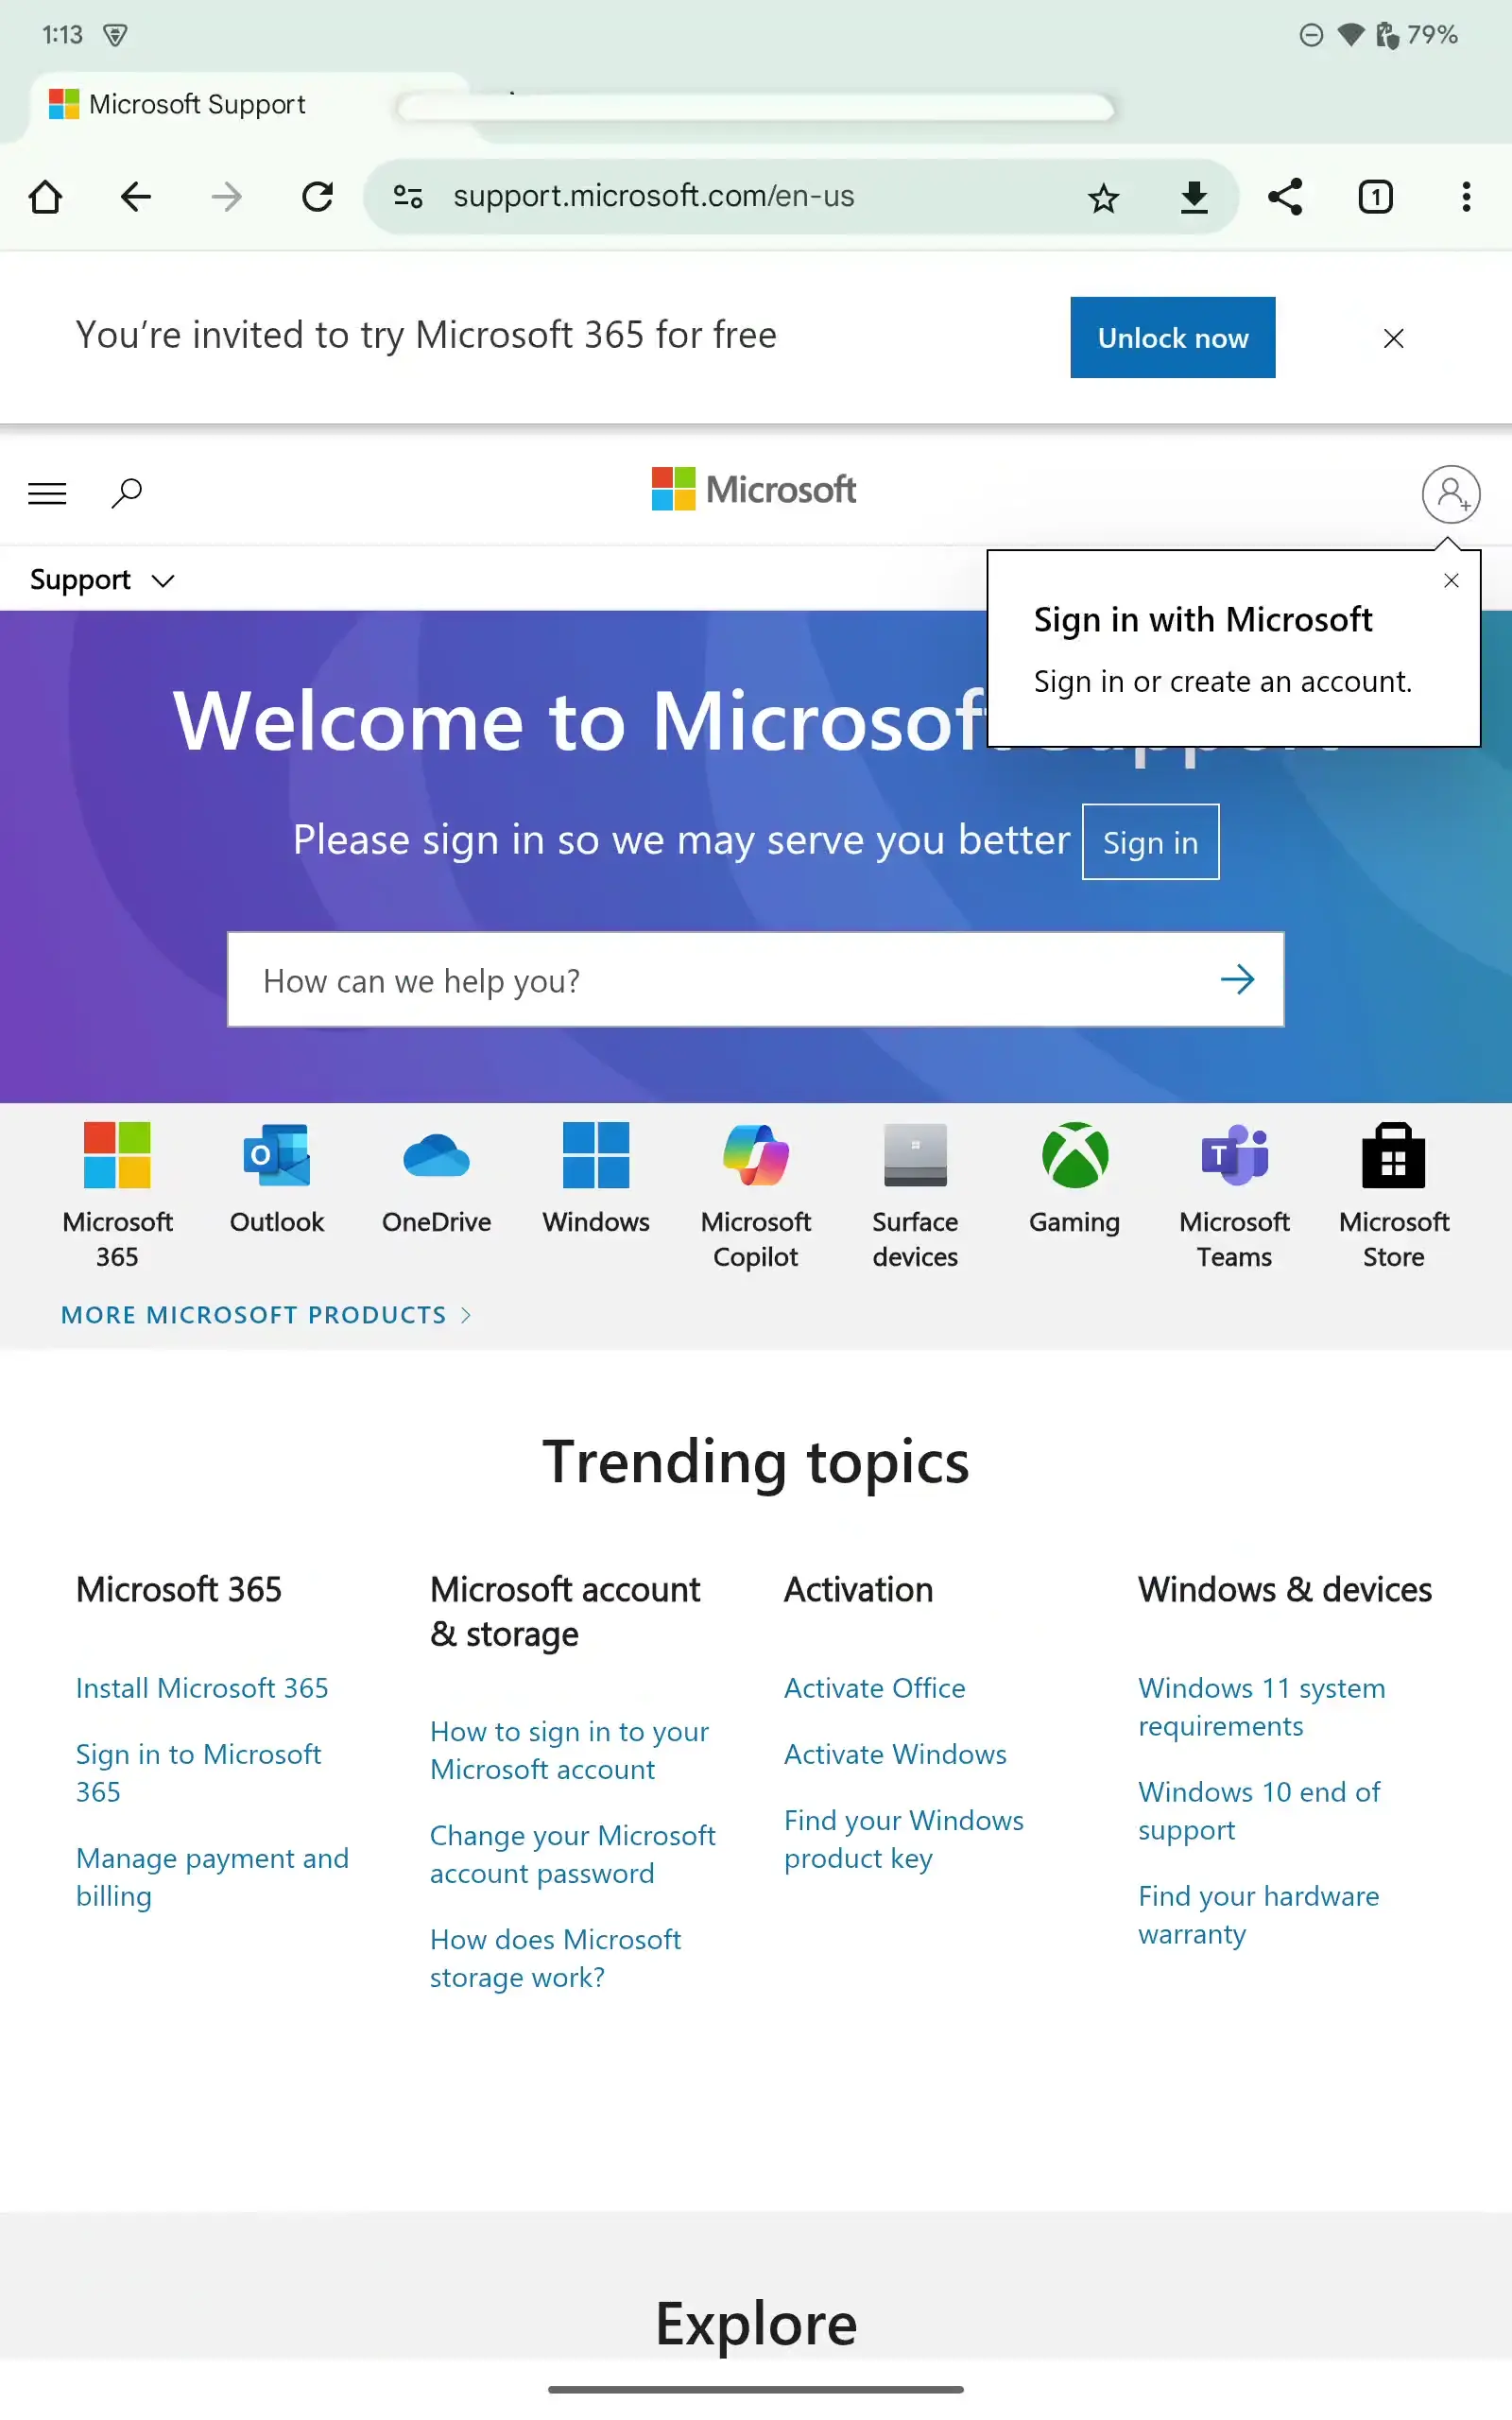 1:13
79%
Microsoft Support
support.microsoft.com/en-us
1
You’re invited to try Microsoft 365 for free
Unlock now
Microsoft
Support
Sign in with Microsoft
Sign in or create an account.
Welcome to Microsoft
Please sign in so we may serve you better
Sign in
How can we help you?
Microsoft
365
Outlook
OneDrive
Windows
Microsoft
Copilot
Surface
devices
Gaming
Microsoft
Teams
Microsoft
Store
MORE MICROSOFT PRODUCTS
Trending topics
Microsoft 365
Install Microsoft 365
Sign in to Microsoft
365
Manage payment and
billing
Microsoft account
& storage
How to sign in to your
Microsoft account
Change your Microsoft
account password
How does Microsoft
storage work?
Activation
Activate Office
Activate Windows
Find your Windows
product key
Windows & devices
Windows 11 system
requirements
Windows 10 end of
support
Find your hardware
warranty
Explore